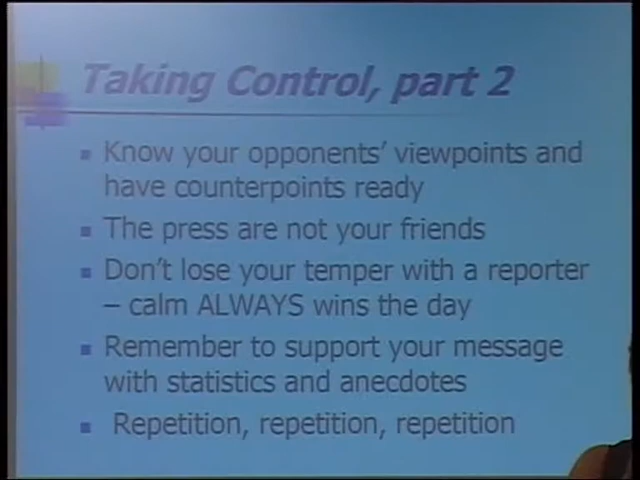 Taking Control, part 2
Know your opponents' viewpoints and
have counterpoints ready
The press are not your friends
Don't lose your temper with a reporter
– calm ALWAYS wins the day
Remember to support your message
with statistics and anecdotes
Repetition, repetition, repetition